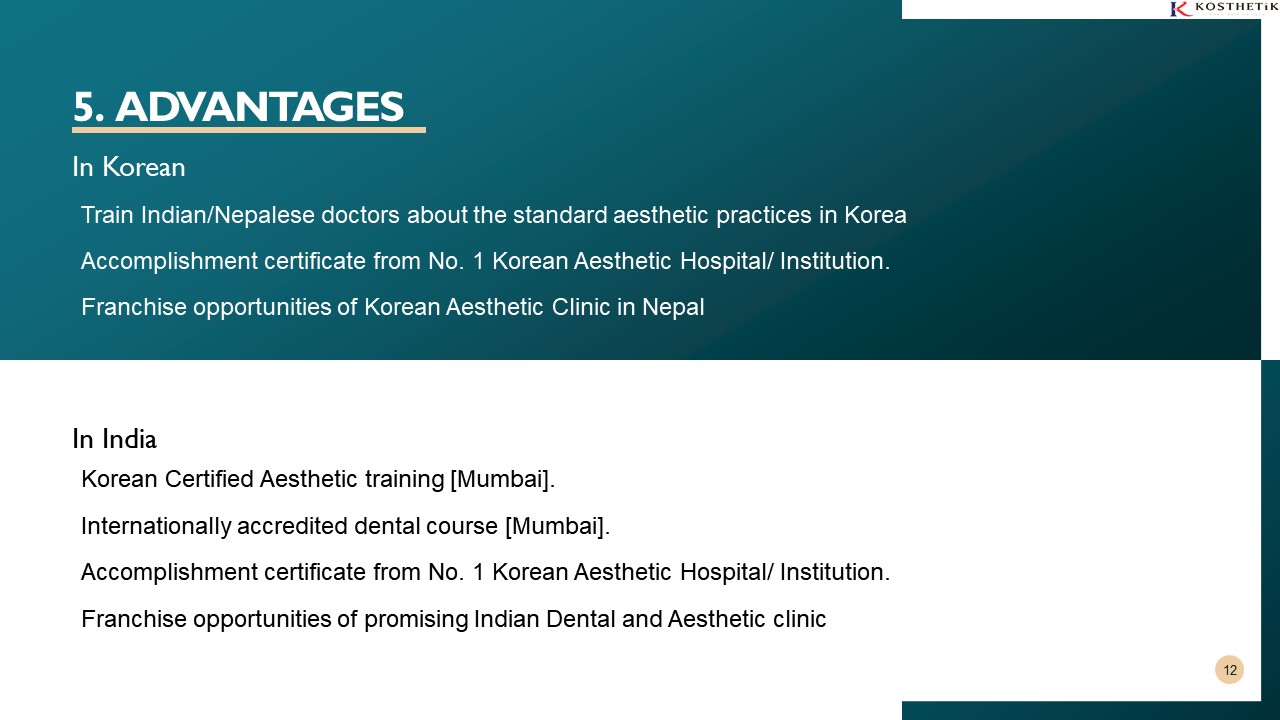 KOSTHETiK
5. ADVANTAGES
In Korean
Train Indian/Nepalese doctors about the standard aesthetic practices in Korea
Accomplishment certificate from No. 1 Korean Aesthetic Hospital/ Institution.
Franchise opportunities of Korean Aesthetic Clinic in Nepal
In India
Korean Certified Aesthetic training [Mumbai].
Internationally accredited dental course [Mumbai].
Accomplishment certificate from No. 1 Korean Aesthetic Hospital/ Institution.
Franchise opportunities of promising Indian Dental and Aesthetic clinic
12